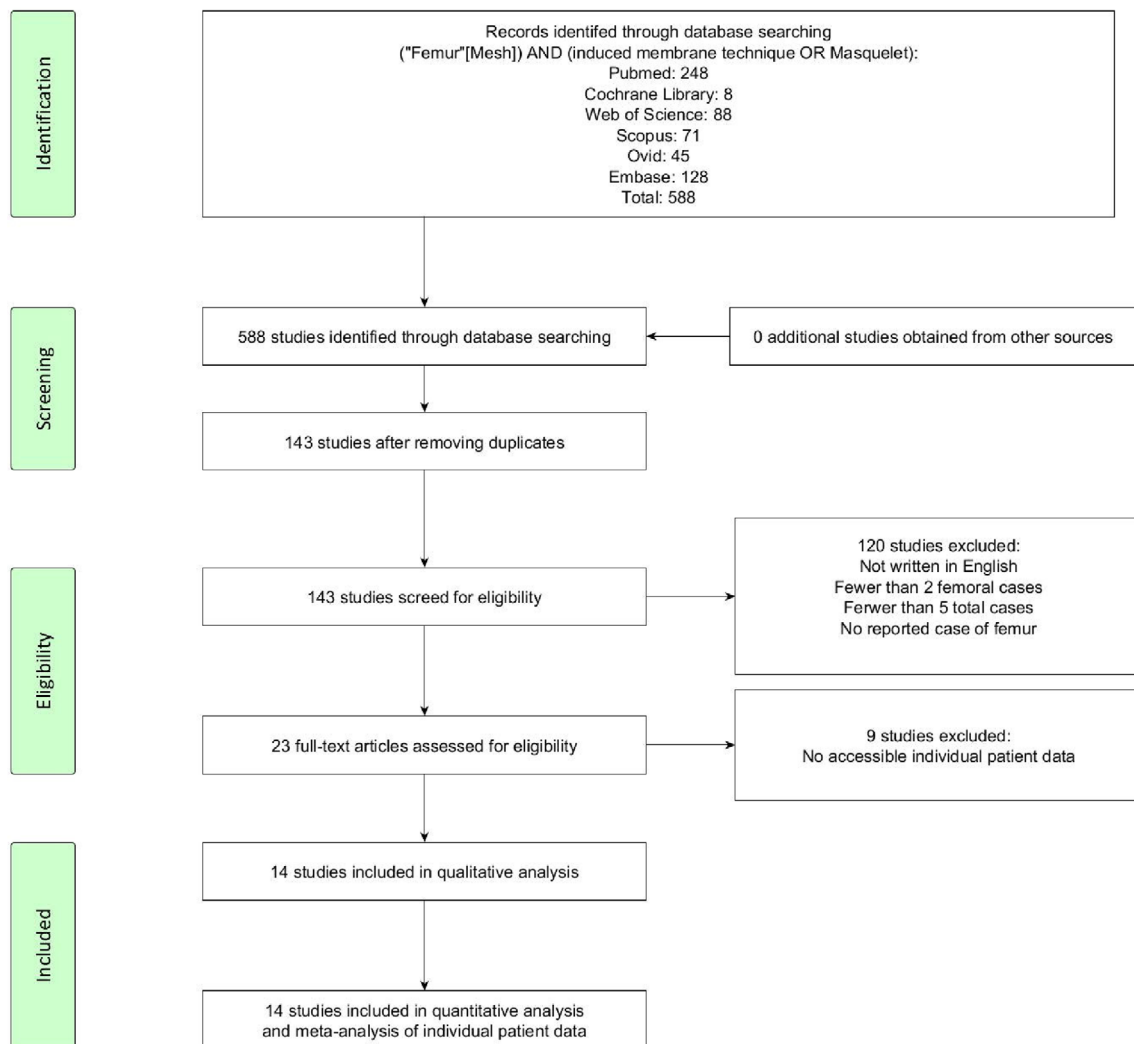 Identification
Records identifed through database searching
("Femur"[Mesh]) AND (induced membrane technique OR Masquelet):
Pubmed: 248
Cochrane Library: 8
Web of Science: 88
Scopus: 71
Ovid: 45
Embase: 128
Total: 588
Screening
588 studies identified through database searching
0 additional studies obtained from other sources
143 studies after removing duplicates
Eligibility
143 studies screed for eligibility
120 studies excluded:
Not written in English
Fewer than 2 femoral cases
Ferwer than 5 total cases
No reported case of femur
23 full-text articles assessed for eligibility
9 studies excluded:
No accessible individual patient data
Included
14 studies included in qualitative analysis
14 studies included in quantitative analysis
and meta-analysis of individual patient data